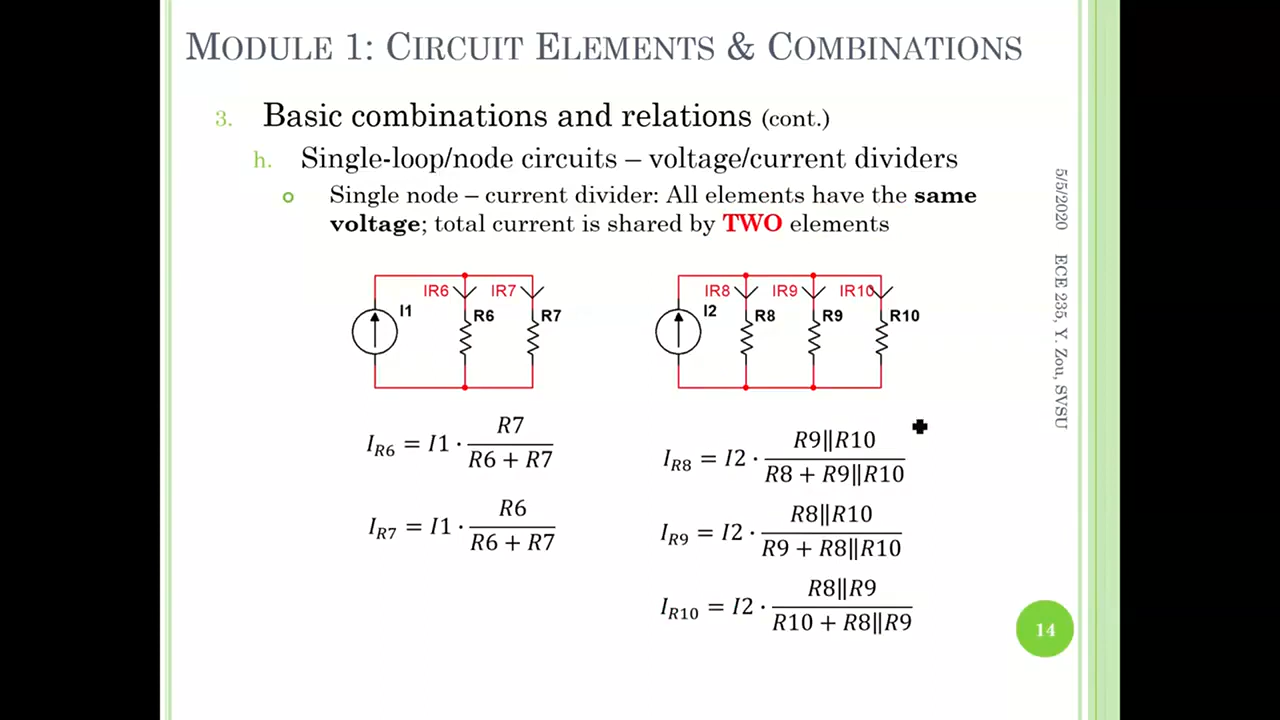 MODULE 1: CIRCUIT ELEMENTS & COMBINATIONS
3. Basic combinations and relations (cont.)
h. Single-loop/node circuits – voltage/current dividers
Single node – current divider: All elements have the same
voltage; total current is shared by TWO elements
IR6 IR7
I1 R6 R7
IR8 IR9 IR10
I2 R8 R9 R10
I_R6 = I1 · R7 / (R6 + R7)
I_R7 = I1 · R6 / (R6 + R7)
I_R8 = I2 · R9‖R10 / (R8 + R9‖R10)
I_R9 = I2 · R8‖R10 / (R9 + R8‖R10)
I_R10 = I2 · R8‖R9 / (R10 + R8‖R9)
5/5/2020 ECE 235, Y. Zou, SVSU
14